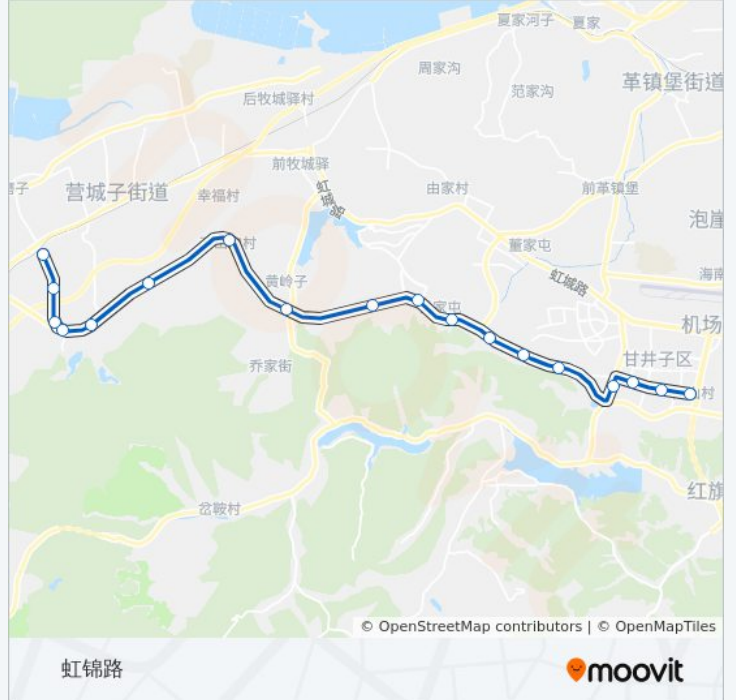 夏家河子
夏家
周家沟
革镇堡街道
范家沟
后牧城驿村
前牧城驿
营城子街道
幸福村
虹城路
由家村
前革镇堡
泡崖
董家屯
村
黄岭子
虹城路
海南
家屯
机场
甘井子区
乔家街
村
红旗
岔鞍村
© OpenStreetMap contributors | © OpenMapTiles
虹锦路
moovit